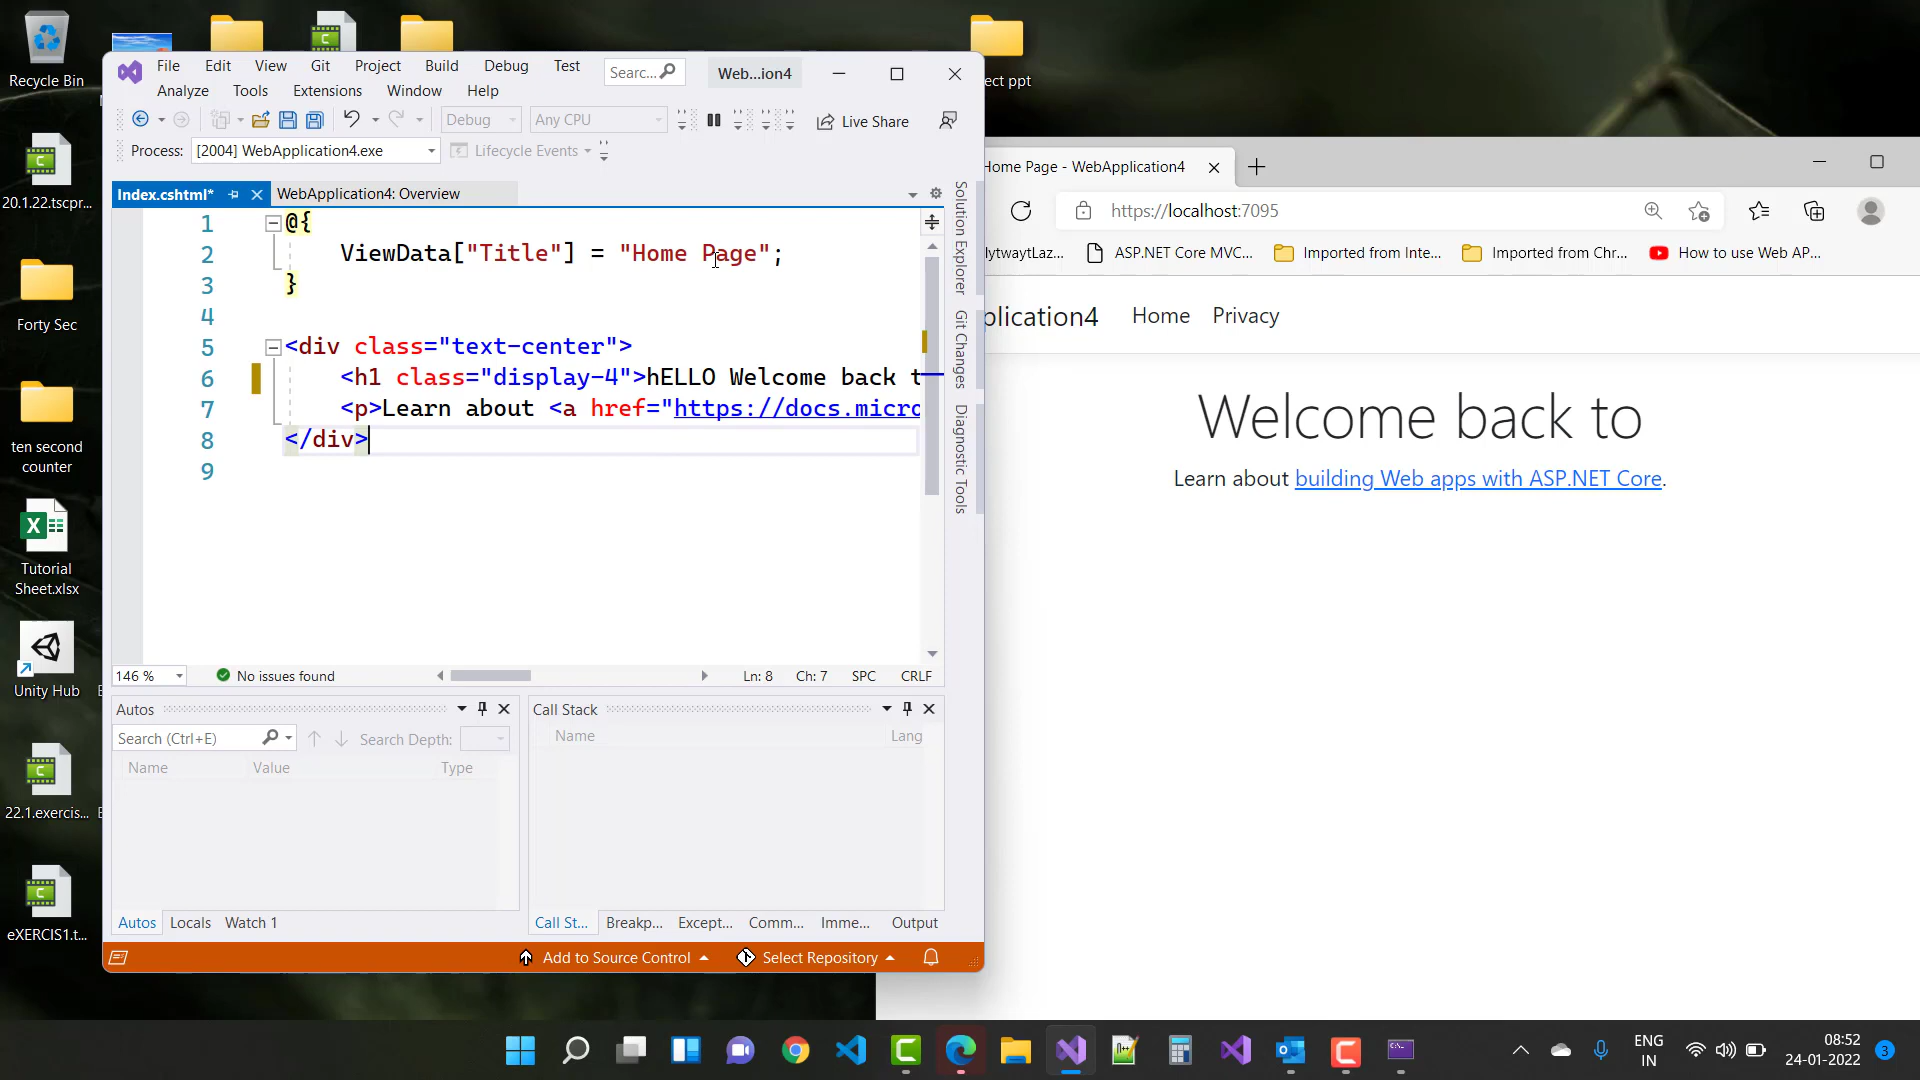 Recycle Bin
20.1.22.tscpr...
Forty Sec
ten second
counter
Tutorial
Sheet.xlsx
Unity Hub
22.1.exercis...
eXERCIS1.t...
ect ppt
File Edit View Git Project Build Debug Test
Searc...
Web...ion4
Analyze Tools Extensions Window Help
Debug
Any CPU
Live Share
Process: [2004] WebApplication4.exe
Lifecycle Events
Index.cshtml*
WebApplication4: Overview
1 @{
2 ViewData["Title"] = "Home Page";
3 }
4
5 <div class="text-center">
6 <h1 class="display-4">hELLO Welcome back t
7 <p>Learn about <a href="https://docs.micro
8 </div>
9
Solution Explorer
Git Changes
Diagnostic Tools
146 %
No issues found
Ln: 8 Ch: 7 SPC CRLF
Autos
Search (Ctrl+E)
Search Depth:
Name Value Type
Autos Locals Watch 1
Call Stack
Name Lang
Call St... Breakp... Except... Comm... Imme... Output
Add to Source Control
Select Repository
Home Page - WebApplication4
https://localhost:7095
lytwaytLaz...
ASP.NET Core MVC...
Imported from Inte...
Imported from Chr...
How to use Web AP...
plication4 Home Privacy
Welcome back to
Learn about building Web apps with ASP.NET Core.
ENG
IN
08:52
24-01-2022
3